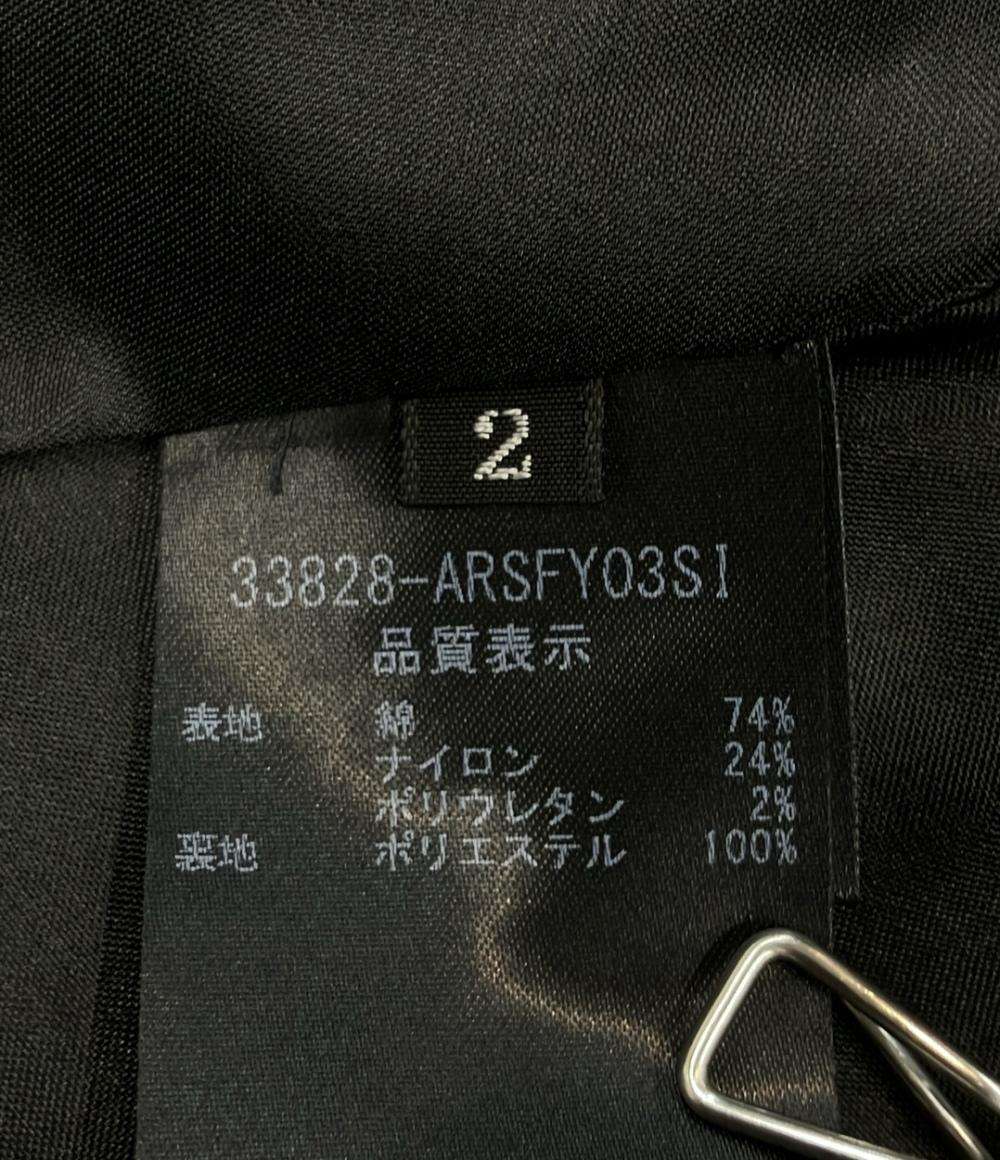 2
33828-ARSFY03SI
品質表示
表地 綿 74%
ナイロン 24%
ポリウレタン 2%
裏地 ポリエステル 100%